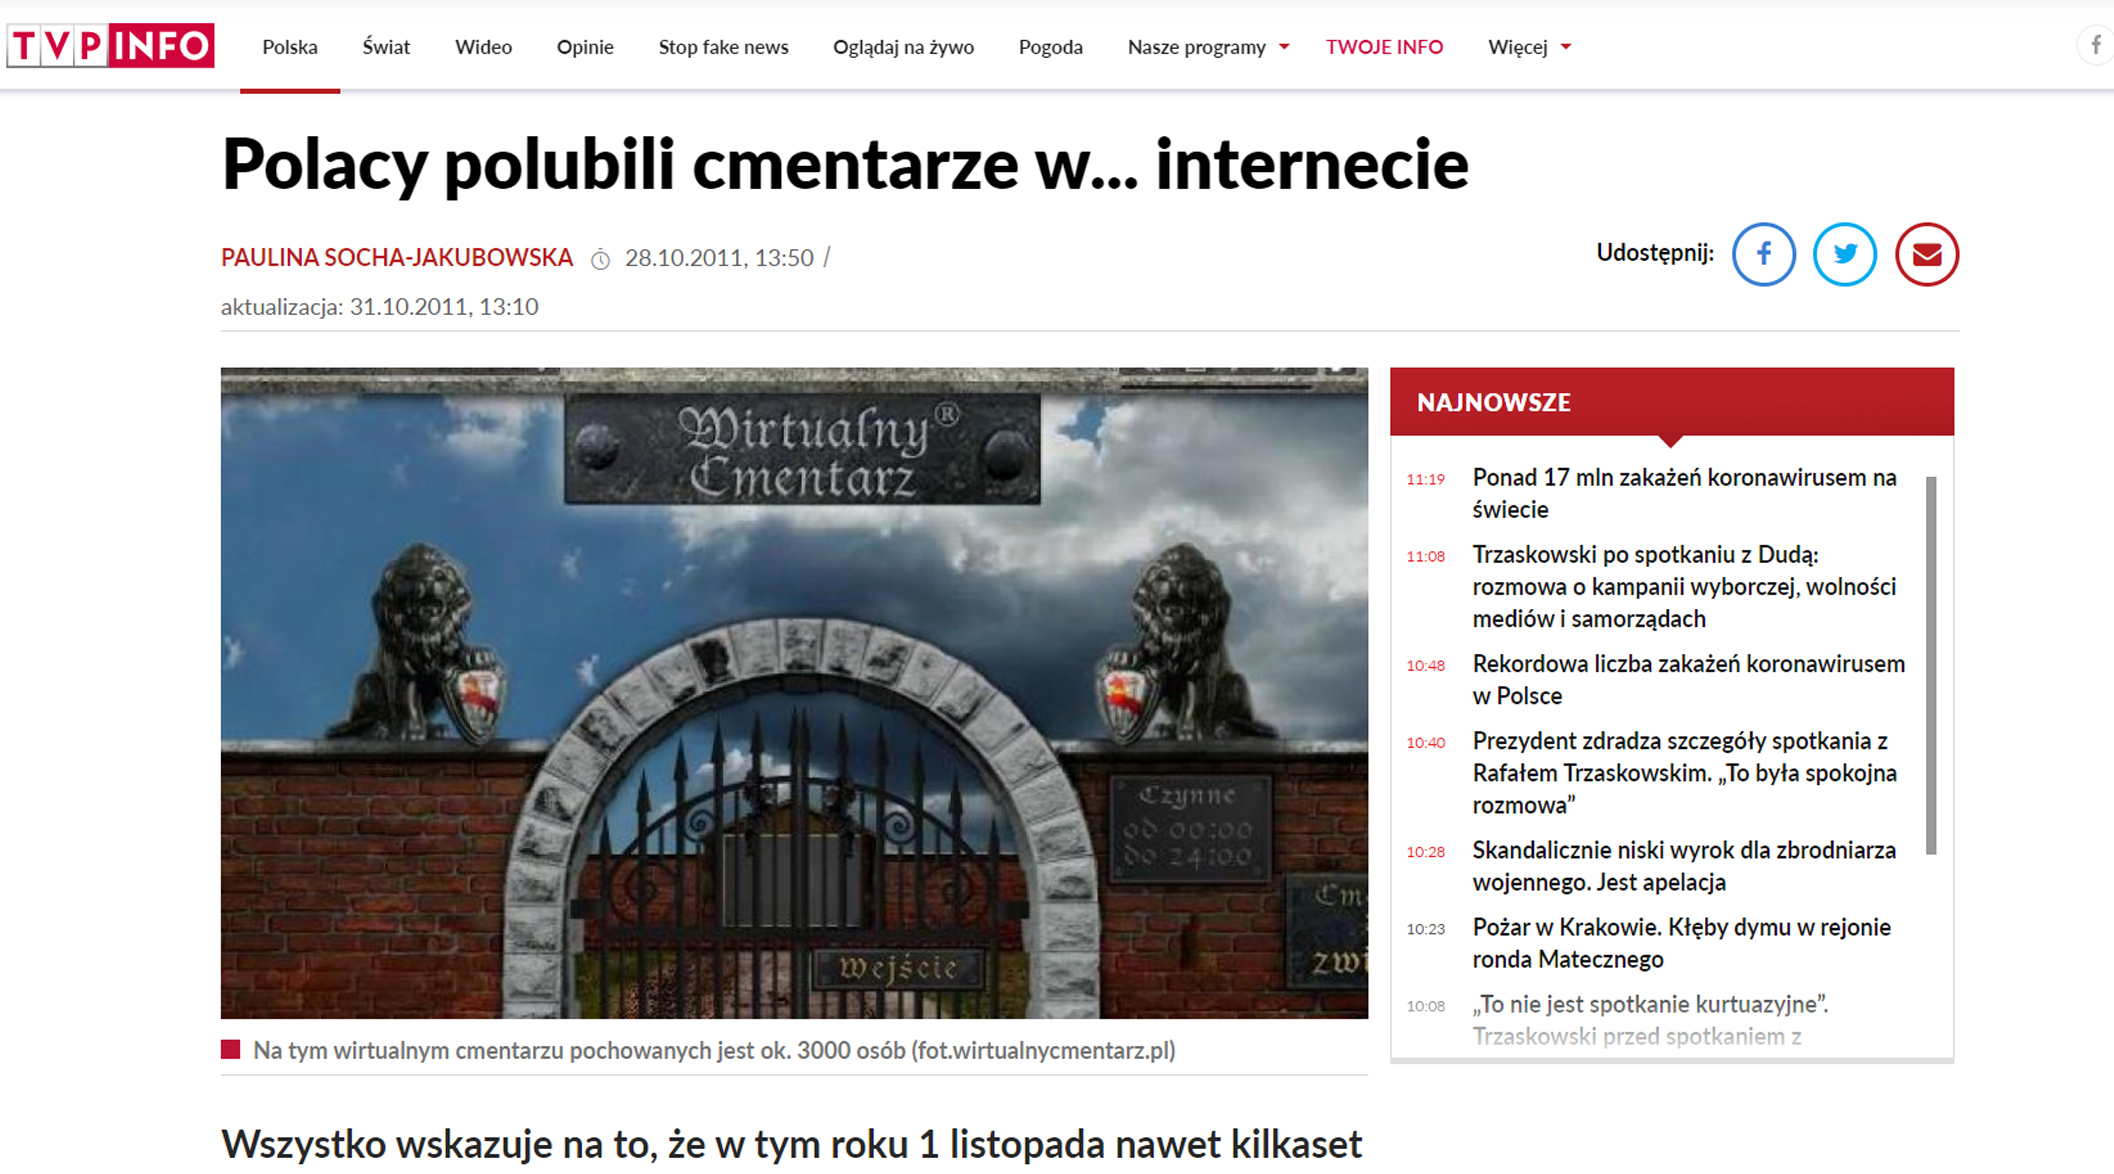 TVP INFO
Polska
Świat
Wideo
Opinie
Stop fake news
Oglądaj na żywo
Pogoda
Nasze programy
TWOJE INFO
Więcej
Polacy polubili cmentarze w... internecie
PAULINA SOCHA-JAKUBOWSKA 28.10.2011, 13:50 /
aktualizacja: 31.10.2011, 13:10
Udostępnij:
Wirtualny®
Cmentarz
Czynne
od 00:00
do 24:00
Wejście
Na tym wirtualnym cmentarzu pochowanych jest ok. 3000 osób (fot.wirtualnycmentarz.pl)
NAJNOWSZE
11:19 Ponad 17 mln zakażeń koronawirusem na
świecie
11:08 Trzaskowski po spotkaniu z Dudą:
rozmowa o kampanii wyborczej, wolności
mediów i samorządach
10:48 Rekordowa liczba zakażeń koronawirusem
w Polsce
10:40 Prezydent zdradza szczegóły spotkania z
Rafałem Trzaskowskim. „To była spokojna
rozmowa”
10:28 Skandalicznie niski wyrok dla zbrodniarza
wojennego. Jest apelacja
10:23 Pożar w Krakowie. Kłęby dymu w rejonie
ronda Matecznego
10:08 „To nie jest spotkanie kurtuazyjne”.
Trzaskowski przed spotkaniem z
Wszystko wskazuje na to, że w tym roku 1 listopada nawet kilkaset